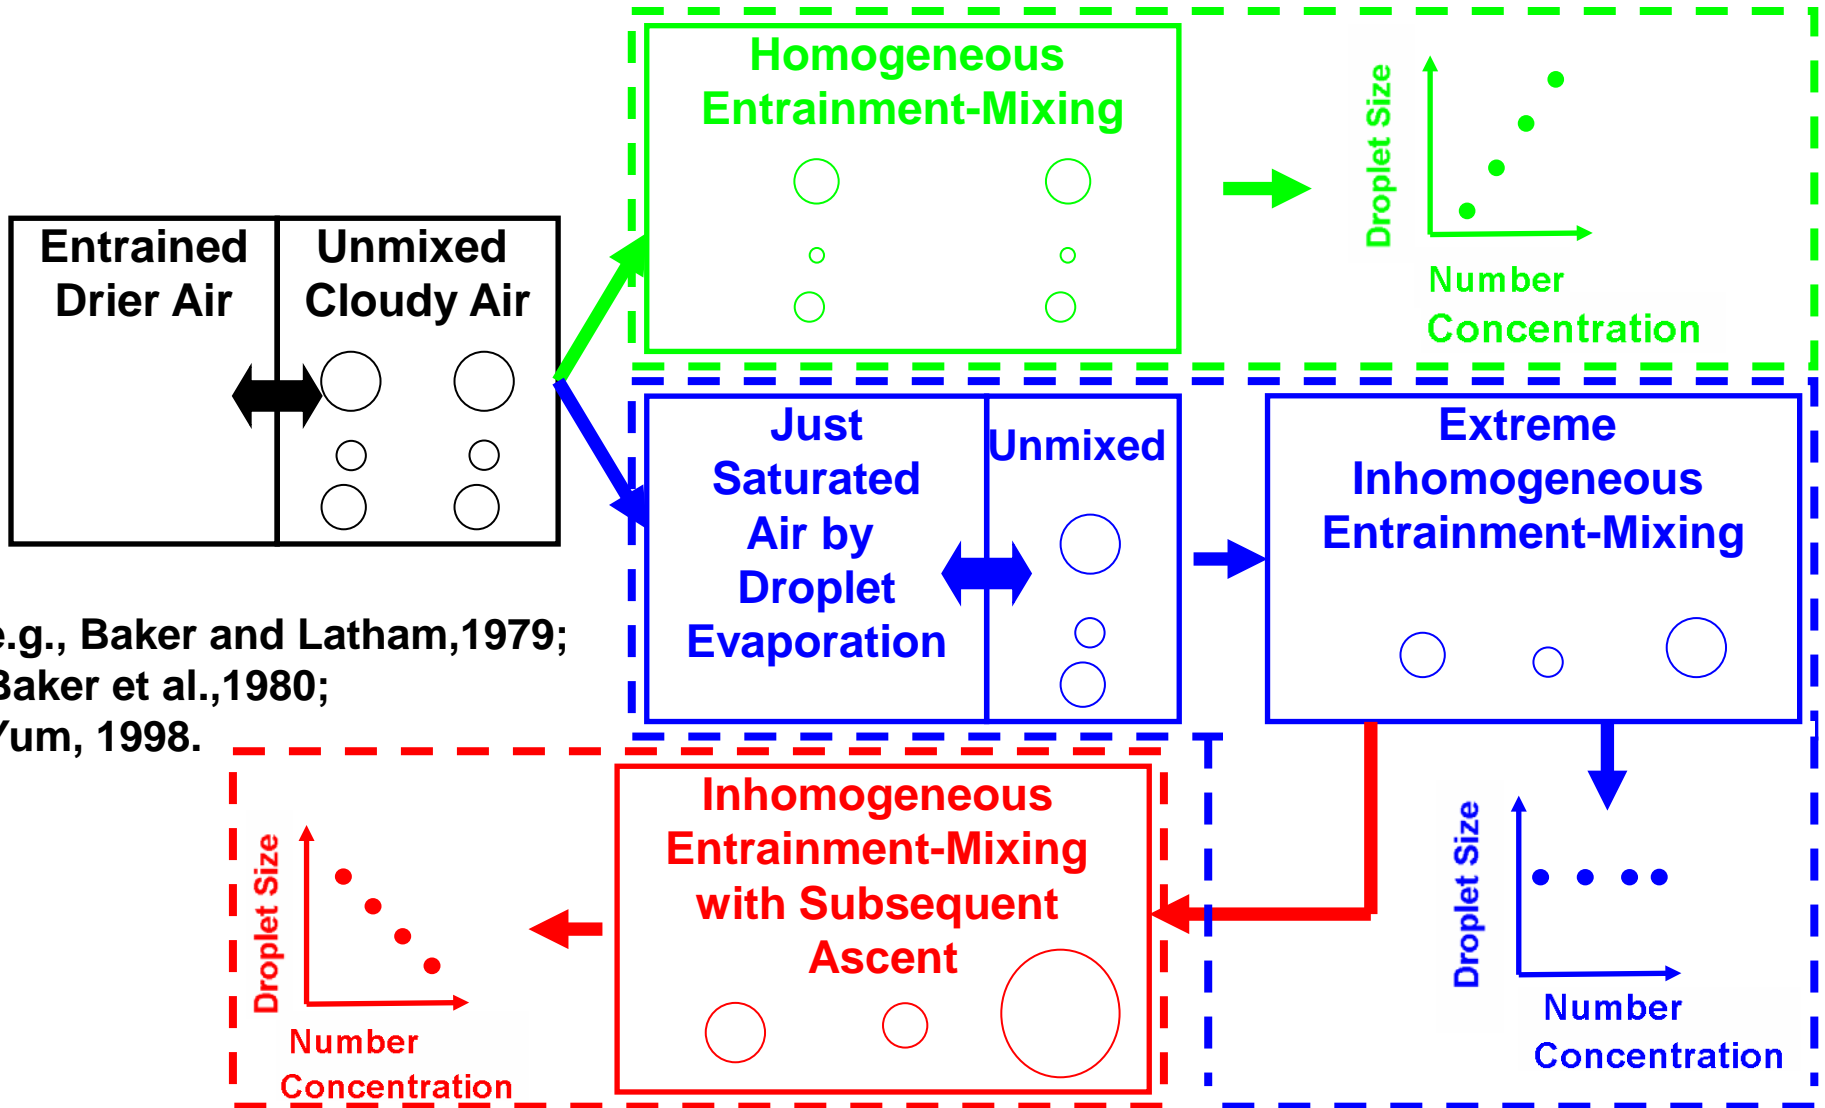 Homogeneous
Entrainment-Mixing
Droplet Size
Number
Concentration
Entrained
Drier Air
Unmixed
Cloudy Air
Just
Saturated
Air by
Droplet
Evaporation
Unmixed
Extreme
Inhomogeneous
Entrainment-Mixing
e.g., Baker and Latham,1979;
Baker et al.,1980;
Yum, 1998.
Droplet Size
Number
Concentration
Inhomogeneous
Entrainment-Mixing
with Subsequent
Ascent
Droplet Size
Number
Concentration